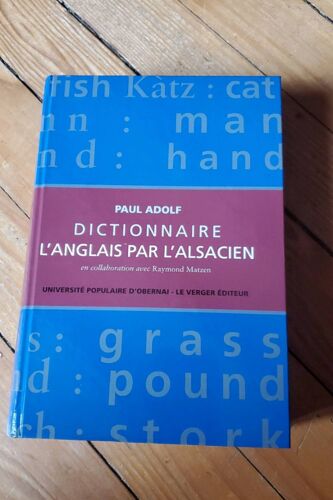 fish Kàtz : cat
nn : man
nd : hand
PAUL ADOLF
DICTIONNAIRE
L'ANGLAIS PAR L'ALSACIEN
en collaboration avec Raymond Matzen
UNIVERSITÉ POPULAIRE D'OBERNAI - LE VERGER ÉDITEUR
s: grass
d : pound
ch : stork